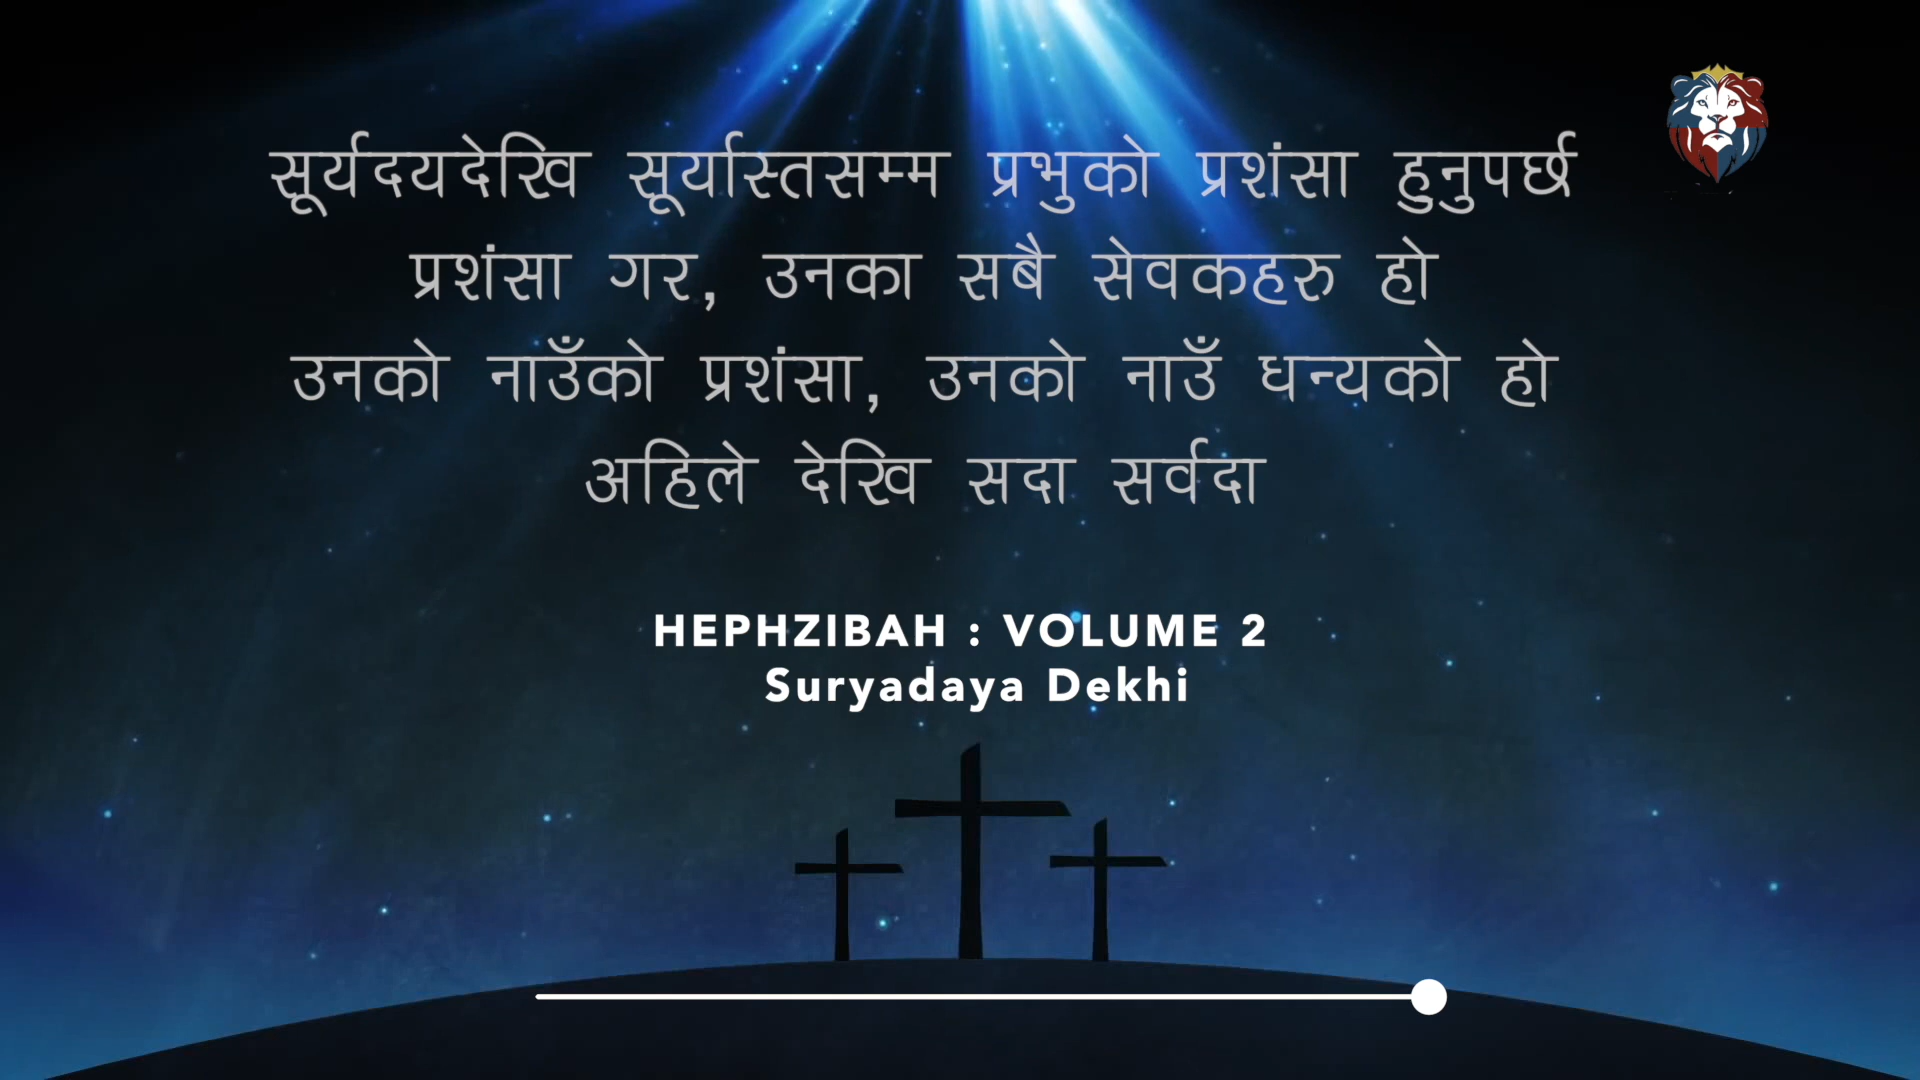 सूर्यदयदेखि सूर्यास्तसम्म प्रभुको प्रशंसा हुनुपर्छ
प्रशंसा गर, उनका सबै सेवकहरु हो
उनको नाउँको प्रशंसा, उनको नाउँ धन्यको हो
अहिले देखि सदा सर्वदा
HEPHZIBAH : VOLUME 2
Suryadaya Dekhi